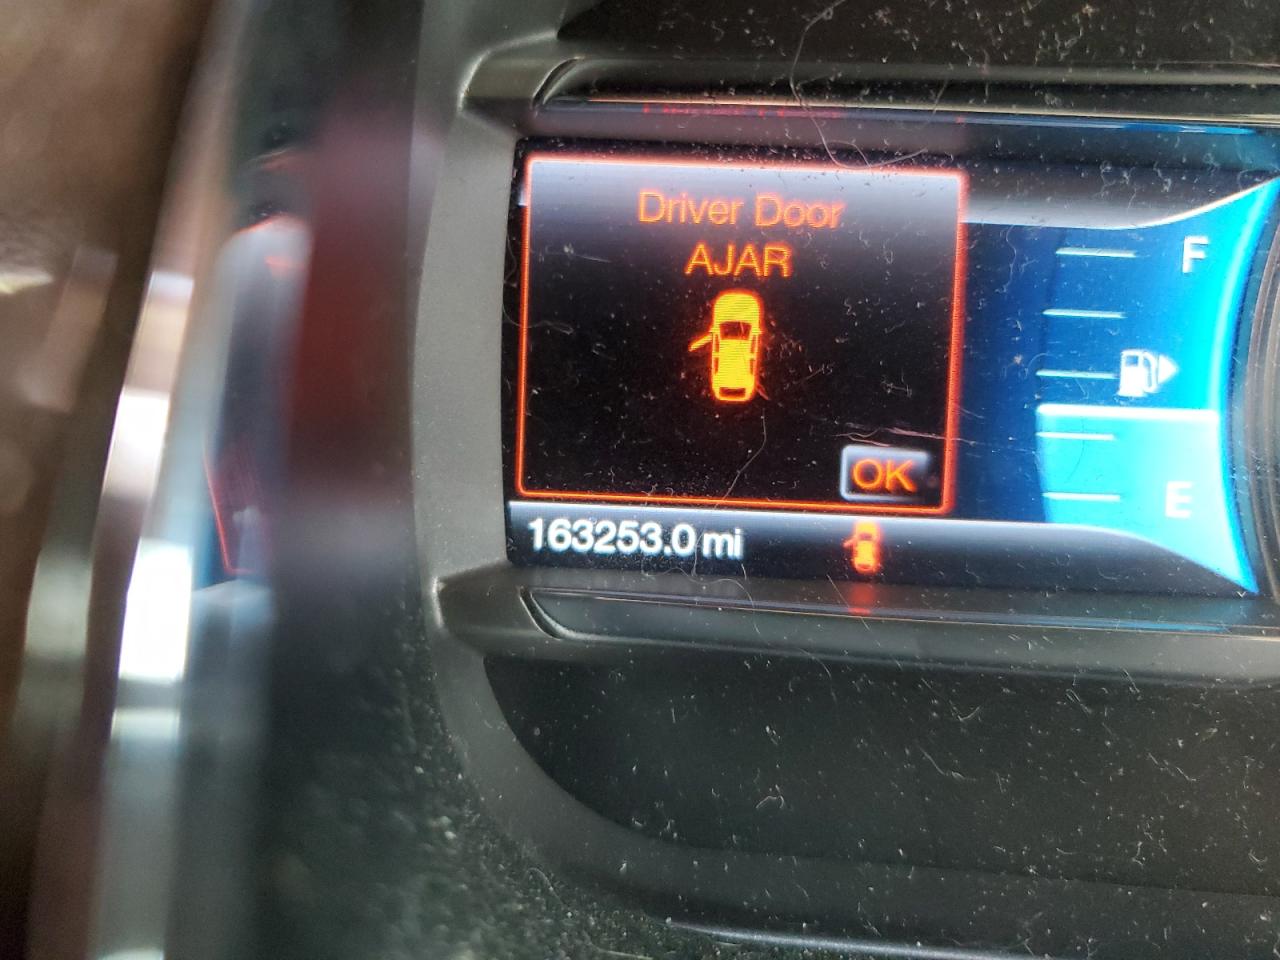 Driver Door
AJAR
OK
163253.0 mi
F
E